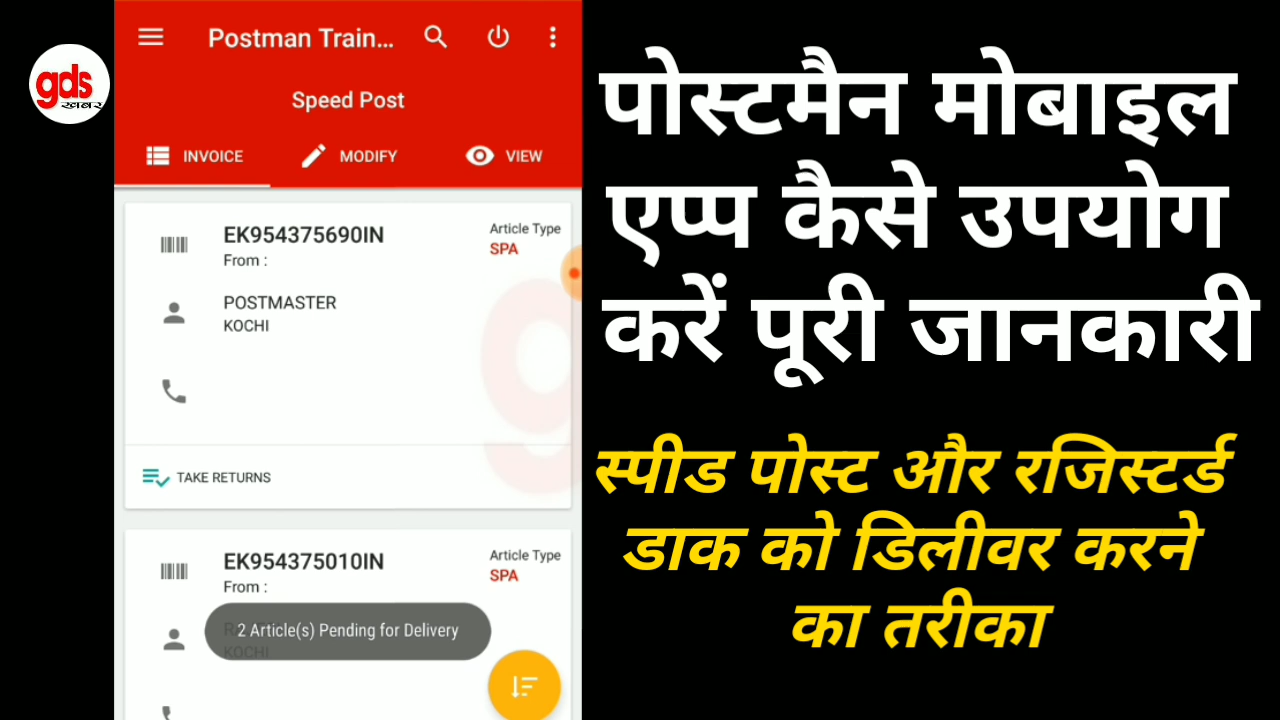 gds
खबर
Postman Train...
Speed Post
INVOICE
MODIFY
VIEW
EK954375690IN
Article Type
SPA
From :
POSTMASTER
KOCHI
TAKE RETURNS
EK954375010IN
Article Type
SPA
From :
2 Article(s) Pending for Delivery
KOCHI
पोस्टमैन मोबाइल
एप्प कैसे उपयोग
करें पूरी जानकारी
स्पीड पोस्ट और रजिस्टर्ड
डाक को डिलीवर करने
का तरीका